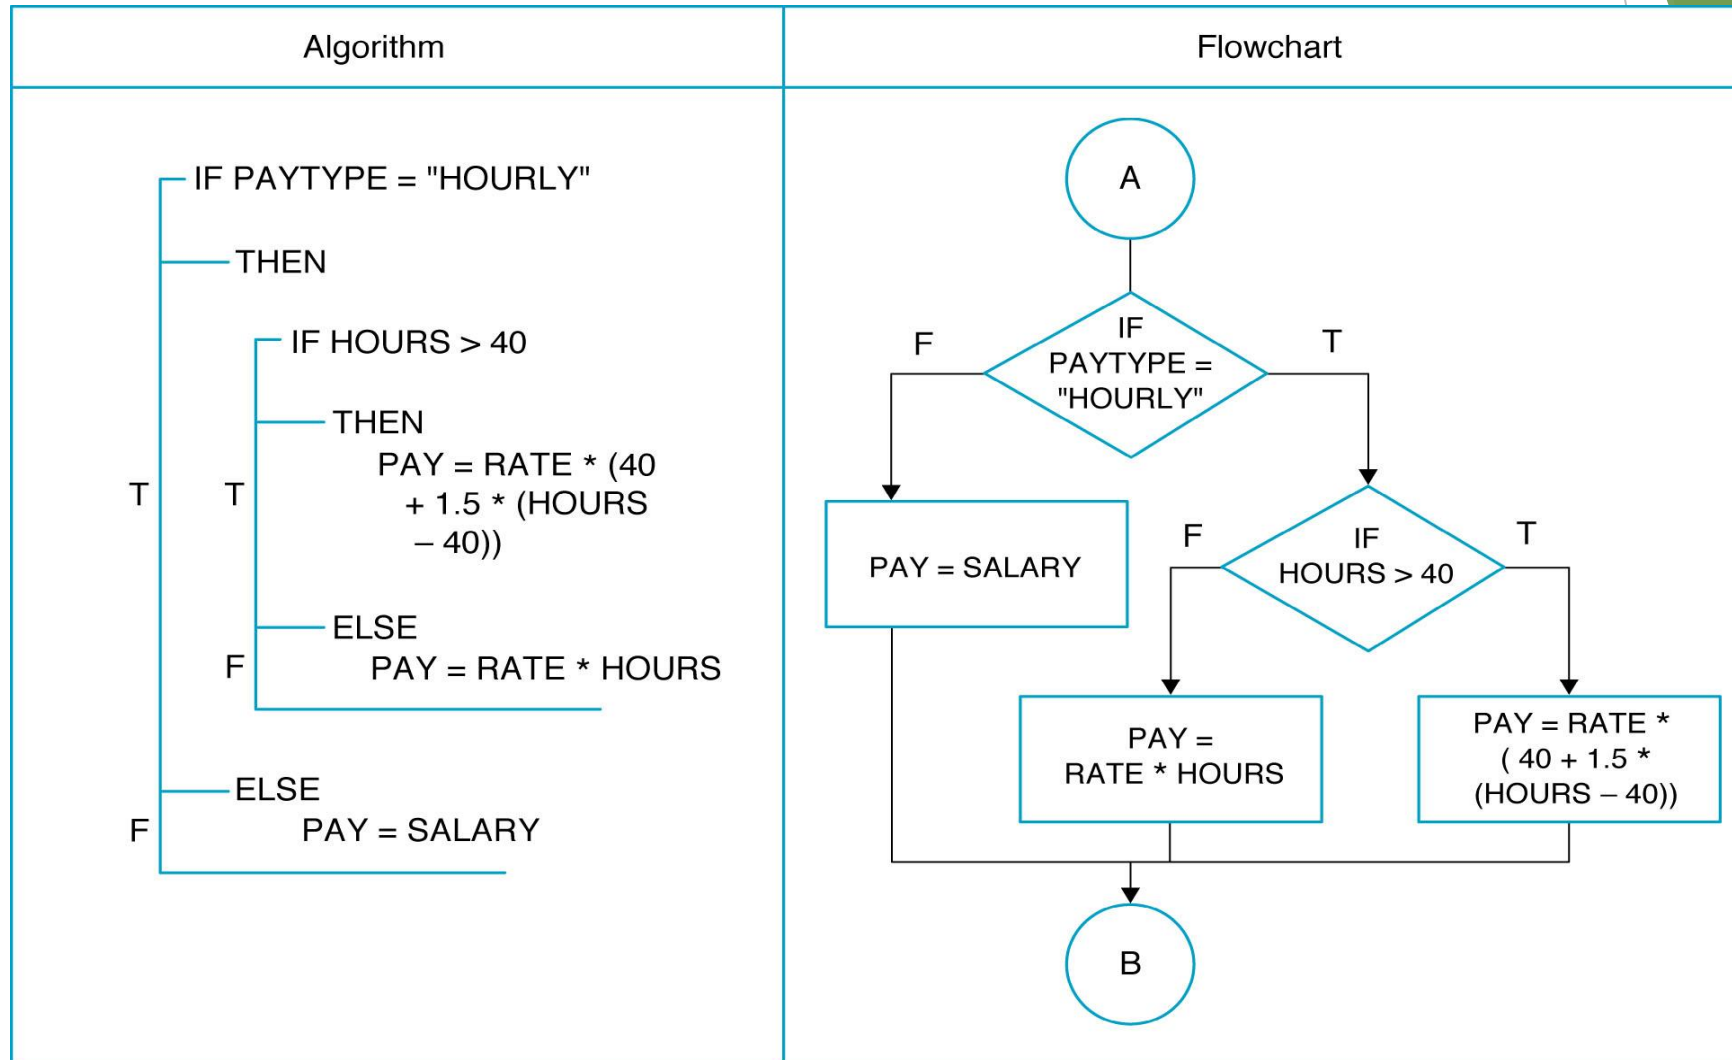 Algorithm
Flowchart
IF PAYTYPE = "HOURLY"
THEN
IF HOURS > 40
THEN
PAY = RATE * (40
+ 1.5 * (HOURS
– 40))
T
T
ELSE
F
PAY = RATE * HOURS
ELSE
F
PAY = SALARY
A
IF
PAYTYPE =
"HOURLY"
F
T
PAY = SALARY
IF
HOURS > 40
F
T
PAY =
RATE * HOURS
PAY = RATE *
( 40 + 1.5 *
(HOURS – 40))
B